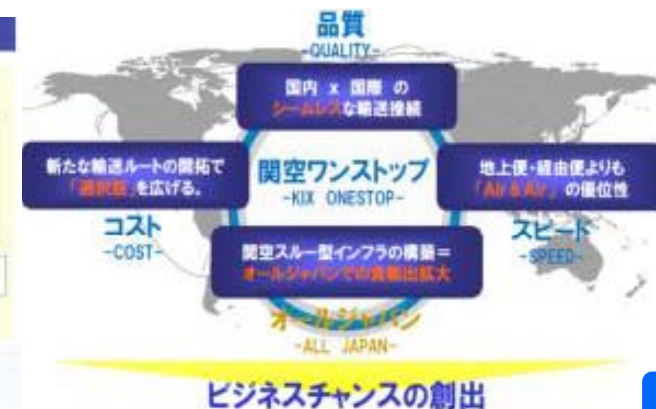 品質
-QUALITY-
国内 x 国際 の
シームレスな輸送接続
新たな輸送ルートの開拓で
「選択肢」を広げる。
関空ワンストップ
-KIX ONESTOP-
地上便・経由便よりも
「Air & Air」の優位性
コスト
-COST-
スピード
-SPEED-
関空スルー型インフラの構築＝
オールジャパンでの貨物出拡大
オールジャパン
-ALL JAPAN-
ビジネスチャンスの創出